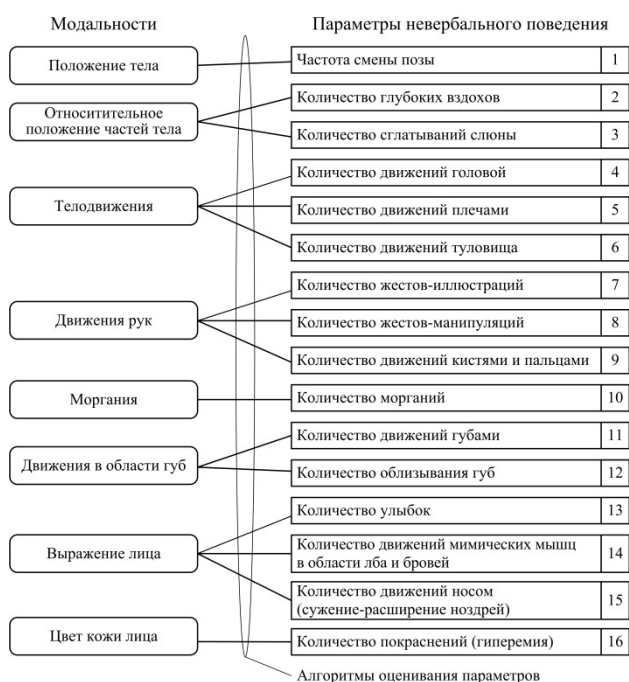 Модальности
Параметры невербального поведения
Положение тела
Частота смены позы 1
Относитительное
положение частей тела
Количество глубоких вздохов 2
Количество сглатываний слюны 3
Телодвижения
Количество движений головой 4
Количество движений плечами 5
Количество движений туловища 6
Движения рук
Количество жестов-иллюстраций 7
Количество жестов-манипуляций 8
Количество движений кистями и пальцами 9
Моргания
Количество морганий 10
Движения в области губ
Количество движений губами 11
Количество облизывания губ 12
Выражение лица
Количество улыбок 13
Количество движений мимических мышц
в области лба и бровей 14
Количество движений носом
(сужение-расширение ноздрей) 15
Цвет кожи лица
Количество покраснений (гиперемия) 16
Алгоритмы оценивания параметров